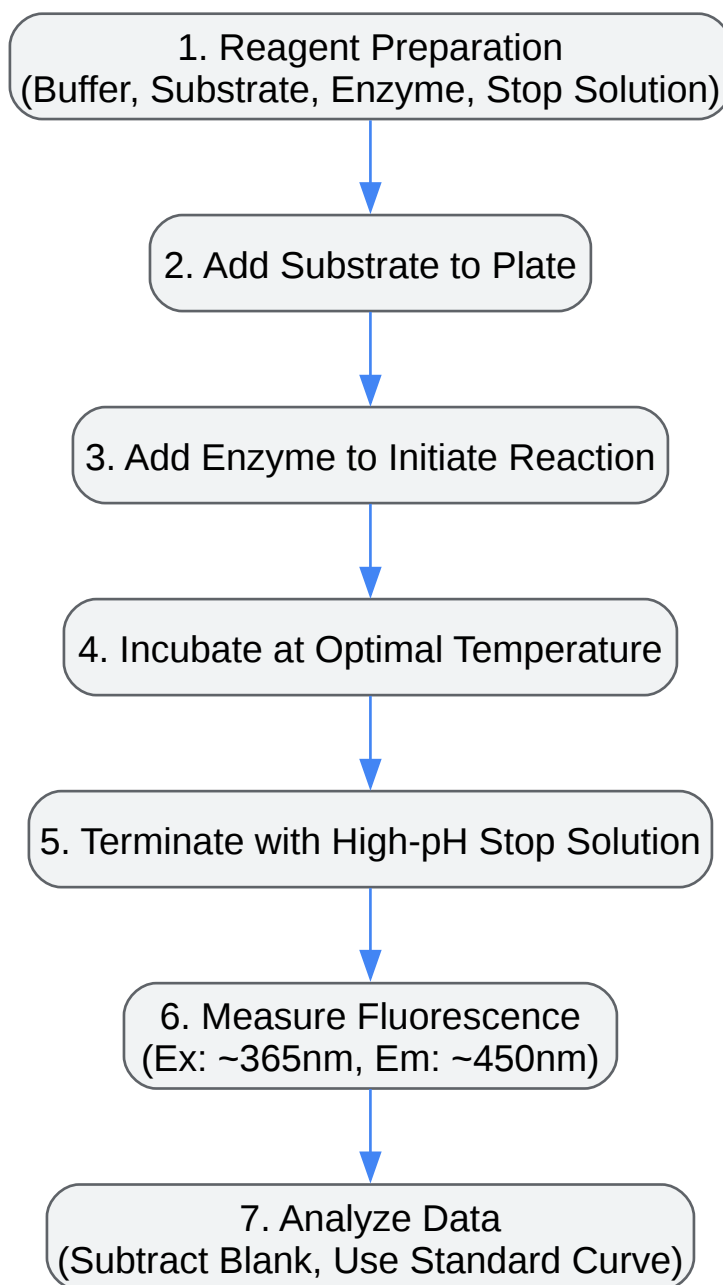 1. Reagent Preparation
(Buffer, Substrate, Enzyme, Stop Solution)
2. Add Substrate to Plate
3. Add Enzyme to Initiate Reaction
4. Incubate at Optimal Temperature
5. Terminate with High-pH Stop Solution
6. Measure Fluorescence
(Ex: ~365nm, Em: ~450nm)
7. Analyze Data
(Subtract Blank, Use Standard Curve)